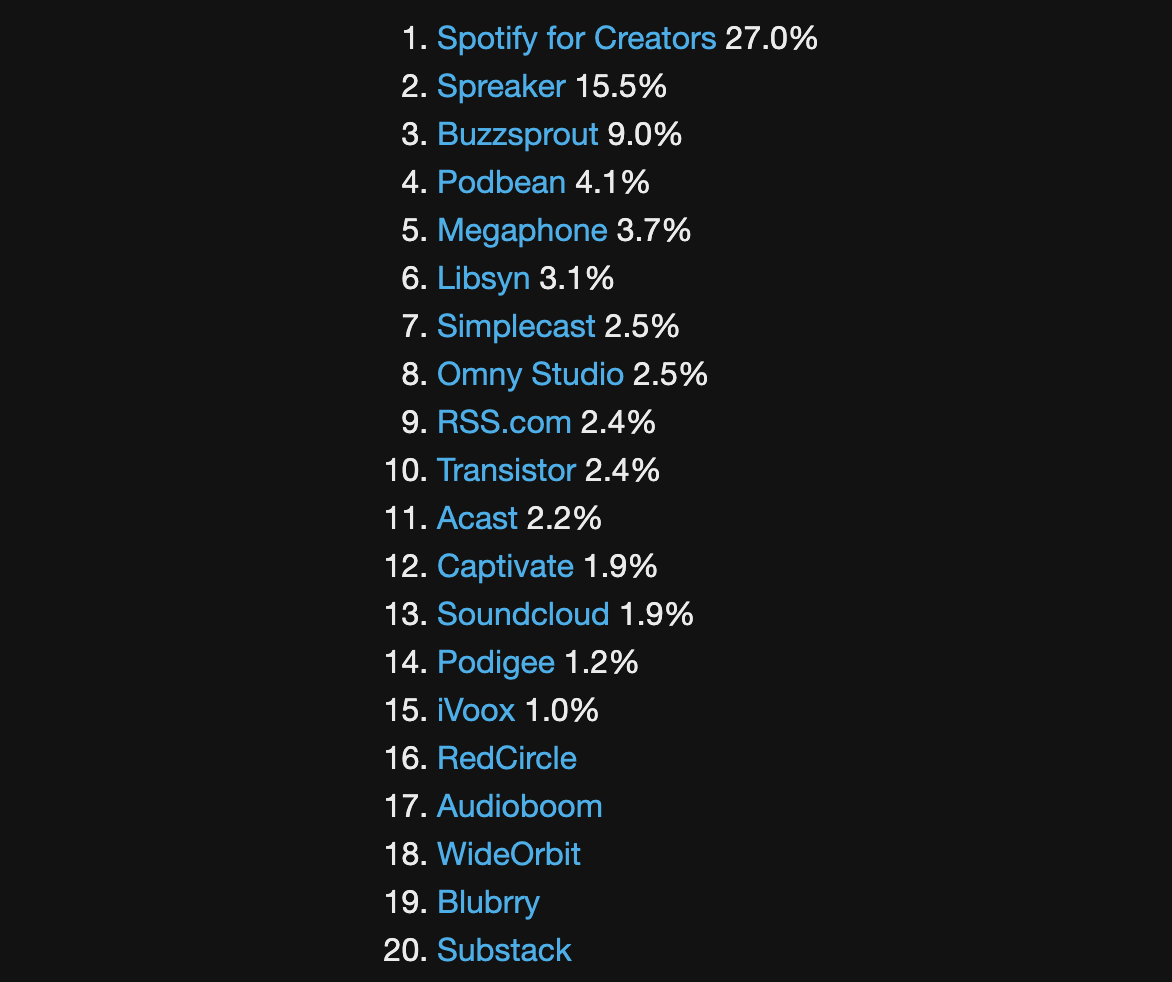 1. Spotify for Creators 27.0%
2. Spreaker 15.5%
3. Buzzsprout 9.0%
4. Podbean 4.1%
5. Megaphone 3.7%
6. Libsyn 3.1%
7. Simplecast 2.5%
8. Omny Studio 2.5%
9. RSS.com 2.4%
10. Transistor 2.4%
11. Acast 2.2%
12. Captivate 1.9%
13. Soundcloud 1.9%
14. Podigee 1.2%
15. iVoox 1.0%
16. RedCircle
17. Audioboom
18. WideOrbit
19. Blubrry
20. Substack